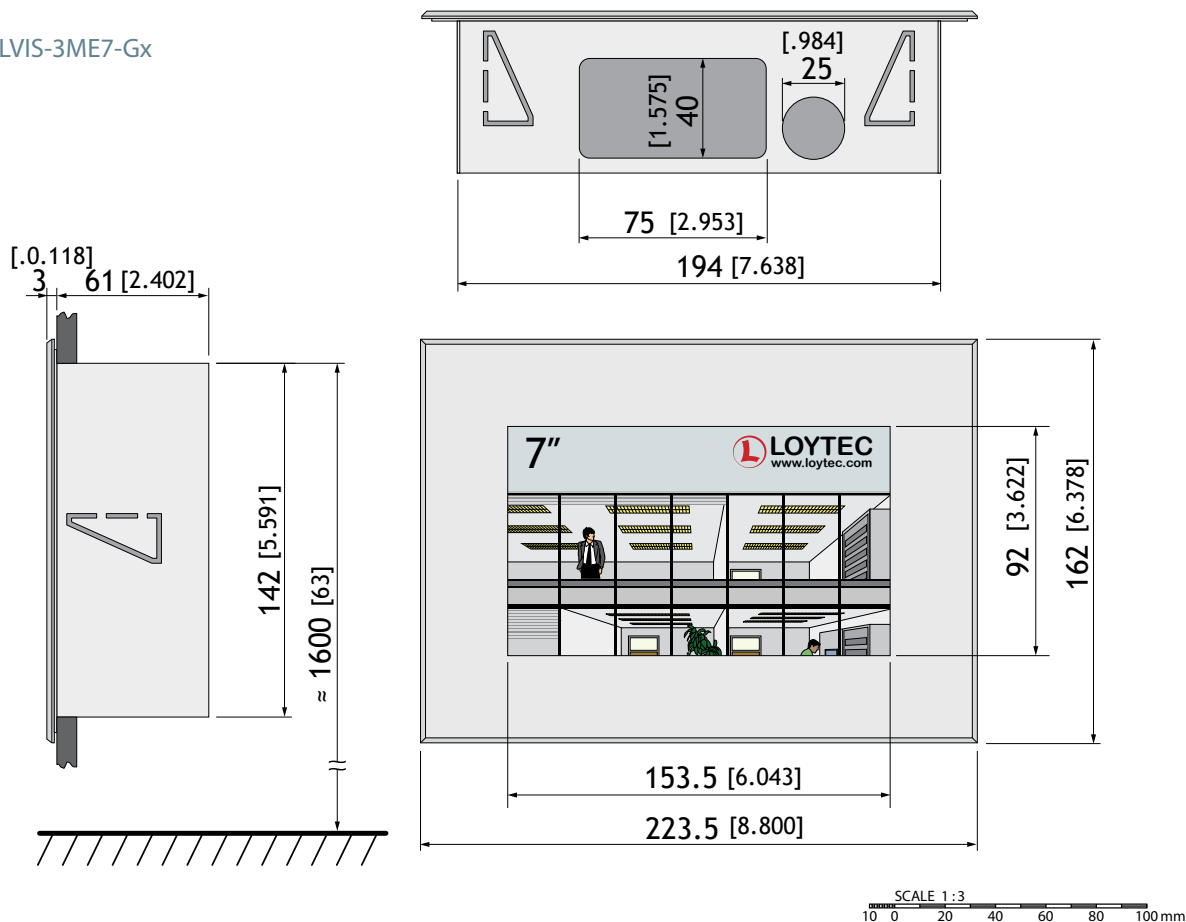 LVIS-3ME7-Gx
[.984]
25
[1.575]
40
75 [2.953]
194 [7.638]
[.0.118]
3 61 [2.402]
142 [5.591]
≈ 1600 [63]
7″
L LOYTEC
www.loytec.com
92 [3.622]
162 [6.378]
153.5 [6.043]
223.5 [8.800]
SCALE 1:3
10 0 20 40 60 80 100 mm